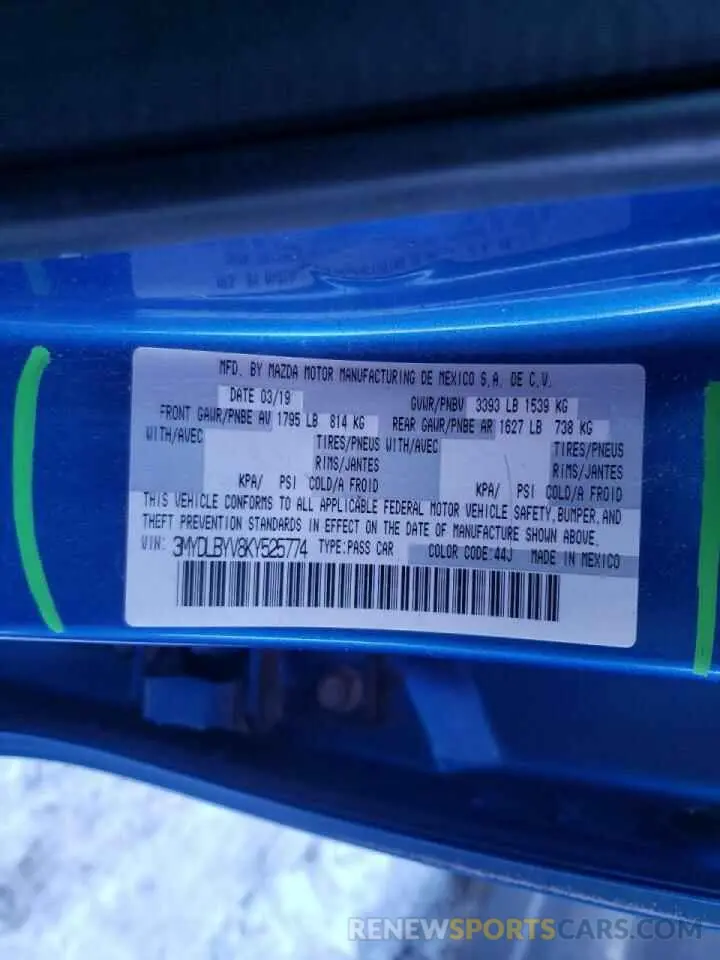 MFD. BY MAZDA MOTOR MANUFACTURING DE MEXICO S.A. DE C.V.
DATE 03/19 GVWR/PNBV 3393 LB 1539 KG
FRONT GAWR/PNBE AV 1795 LB 814 KG REAR GAWR/PNBE AR 1627 LB 738 KG
WITH/AVEC TIRES/PNEUS WITH/AVEC TIRES/PNEUS
RIMS/JANTES RIMS/JANTES
KPA/ PSI COLD/A FROID KPA/ PSI COLD/A FROID
THIS VEHICLE CONFORMS TO ALL APPLICABLE FEDERAL MOTOR VEHICLE SAFETY, BUMPER, AND
THEFT PREVENTION STANDARDS IN EFFECT ON THE DATE OF MANUFACTURE SHOWN ABOVE.
VIN: 3MYDLBYV8KY525774 TYPE:PASS CAR COLOR CODE:44J MADE IN MEXICO
RENEWSPORTSCARS.COM